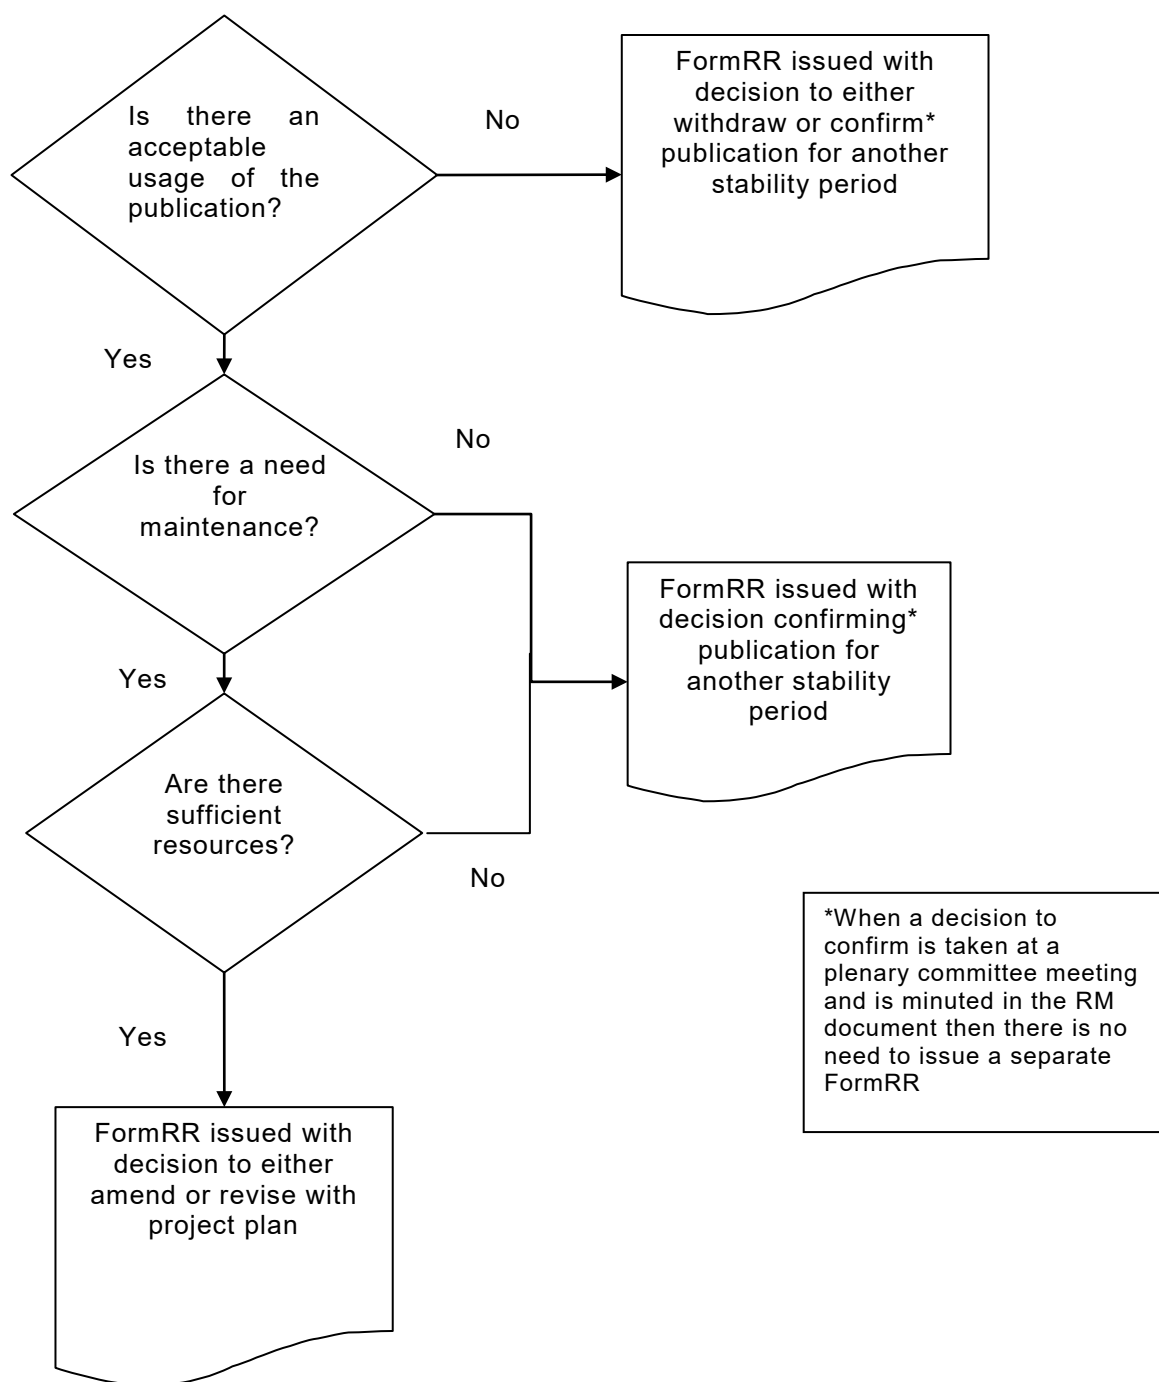 Is there an
acceptable
usage of the
publication?
No
FormRR issued with
decision to either
withdraw or confirm*
publication for another
stability period
Yes
Is there a need
for
maintenance?
No
FormRR issued with
decision confirming*
publication for
another stability
period
Yes
Are there
sufficient
resources?
No
*When a decision to
confirm is taken at a
plenary committee meeting
and is minuted in the RM
document then there is no
need to issue a separate
FormRR
Yes
FormRR issued with
decision to either
amend or revise with
project plan